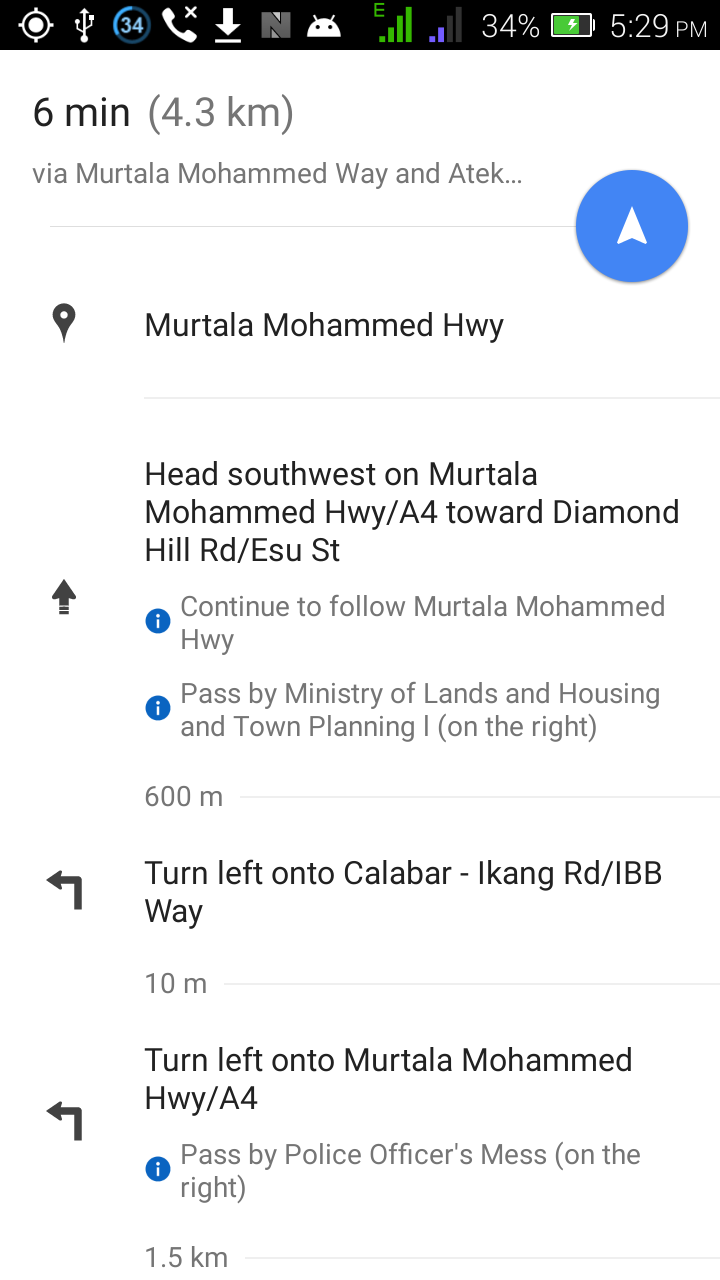 34 E 34% 5:29 PM
6 min (4.3 km)
via Murtala Mohammed Way and Atek...
Murtala Mohammed Hwy
Head southwest on Murtala
Mohammed Hwy/A4 toward Diamond
Hill Rd/Esu St
Continue to follow Murtala Mohammed
Hwy
Pass by Ministry of Lands and Housing
and Town Planning l (on the right)
600 m
Turn left onto Calabar - Ikang Rd/IBB
Way
10 m
Turn left onto Murtala Mohammed
Hwy/A4
Pass by Police Officer's Mess (on the
right)
1.5 km